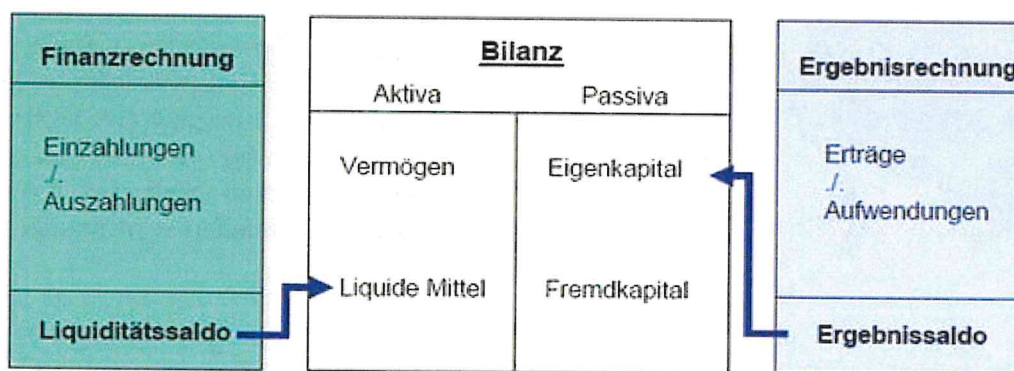 Finanzrechnung
Einzahlungen
./.
Auszahlungen
Liquiditätssaldo
Bilanz
Aktiva Passiva
Vermögen Eigenkapital
Liquide Mittel Fremdkapital
Ergebnisrechnung
Erträge
./.
Aufwendungen
Ergebnissaldo